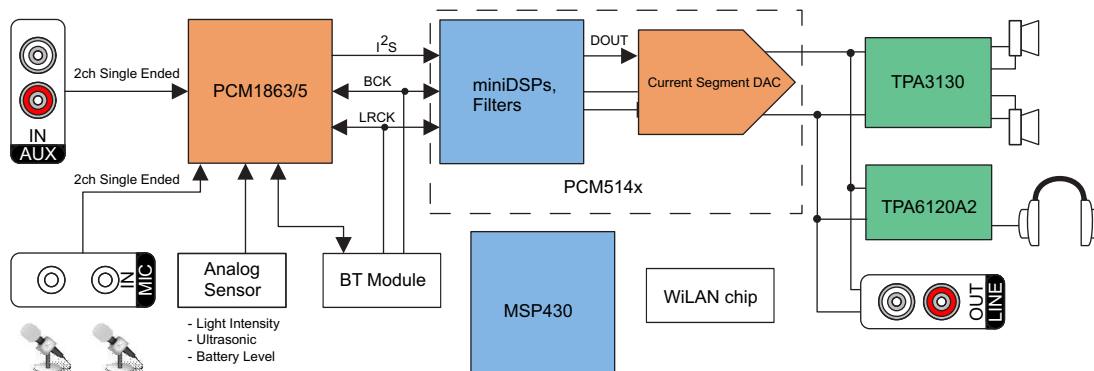 IN
AUX
2ch Single Ended
2ch Single Ended
PCM1863/5
I²S
BCK
LRCK
miniDSPs,
Filters
DOUT
Current Segment DAC
PCM514x
TPA3130
TPA6120A2
IN
MIC
Analog
Sensor
- Light Intensity
- Ultrasonic
- Battery Level
BT Module
MSP430
WiLAN chip
OUT
LINE